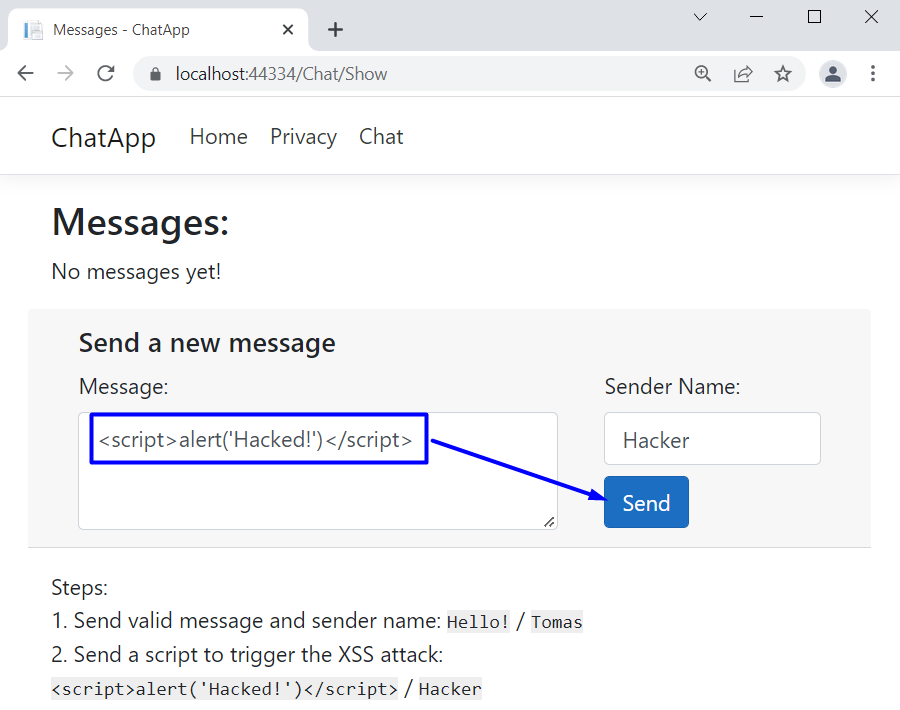 Messages - ChatApp
localhost:44334/Chat/Show
ChatApp Home Privacy Chat
Messages:
No messages yet!
Send a new message
Message: Sender Name:
<script>alert('Hacked!')</script> Hacker
Send
Steps:
1. Send valid message and sender name: Hello! / Tomas
2. Send a script to trigger the XSS attack:
<script>alert('Hacked!')</script> / Hacker